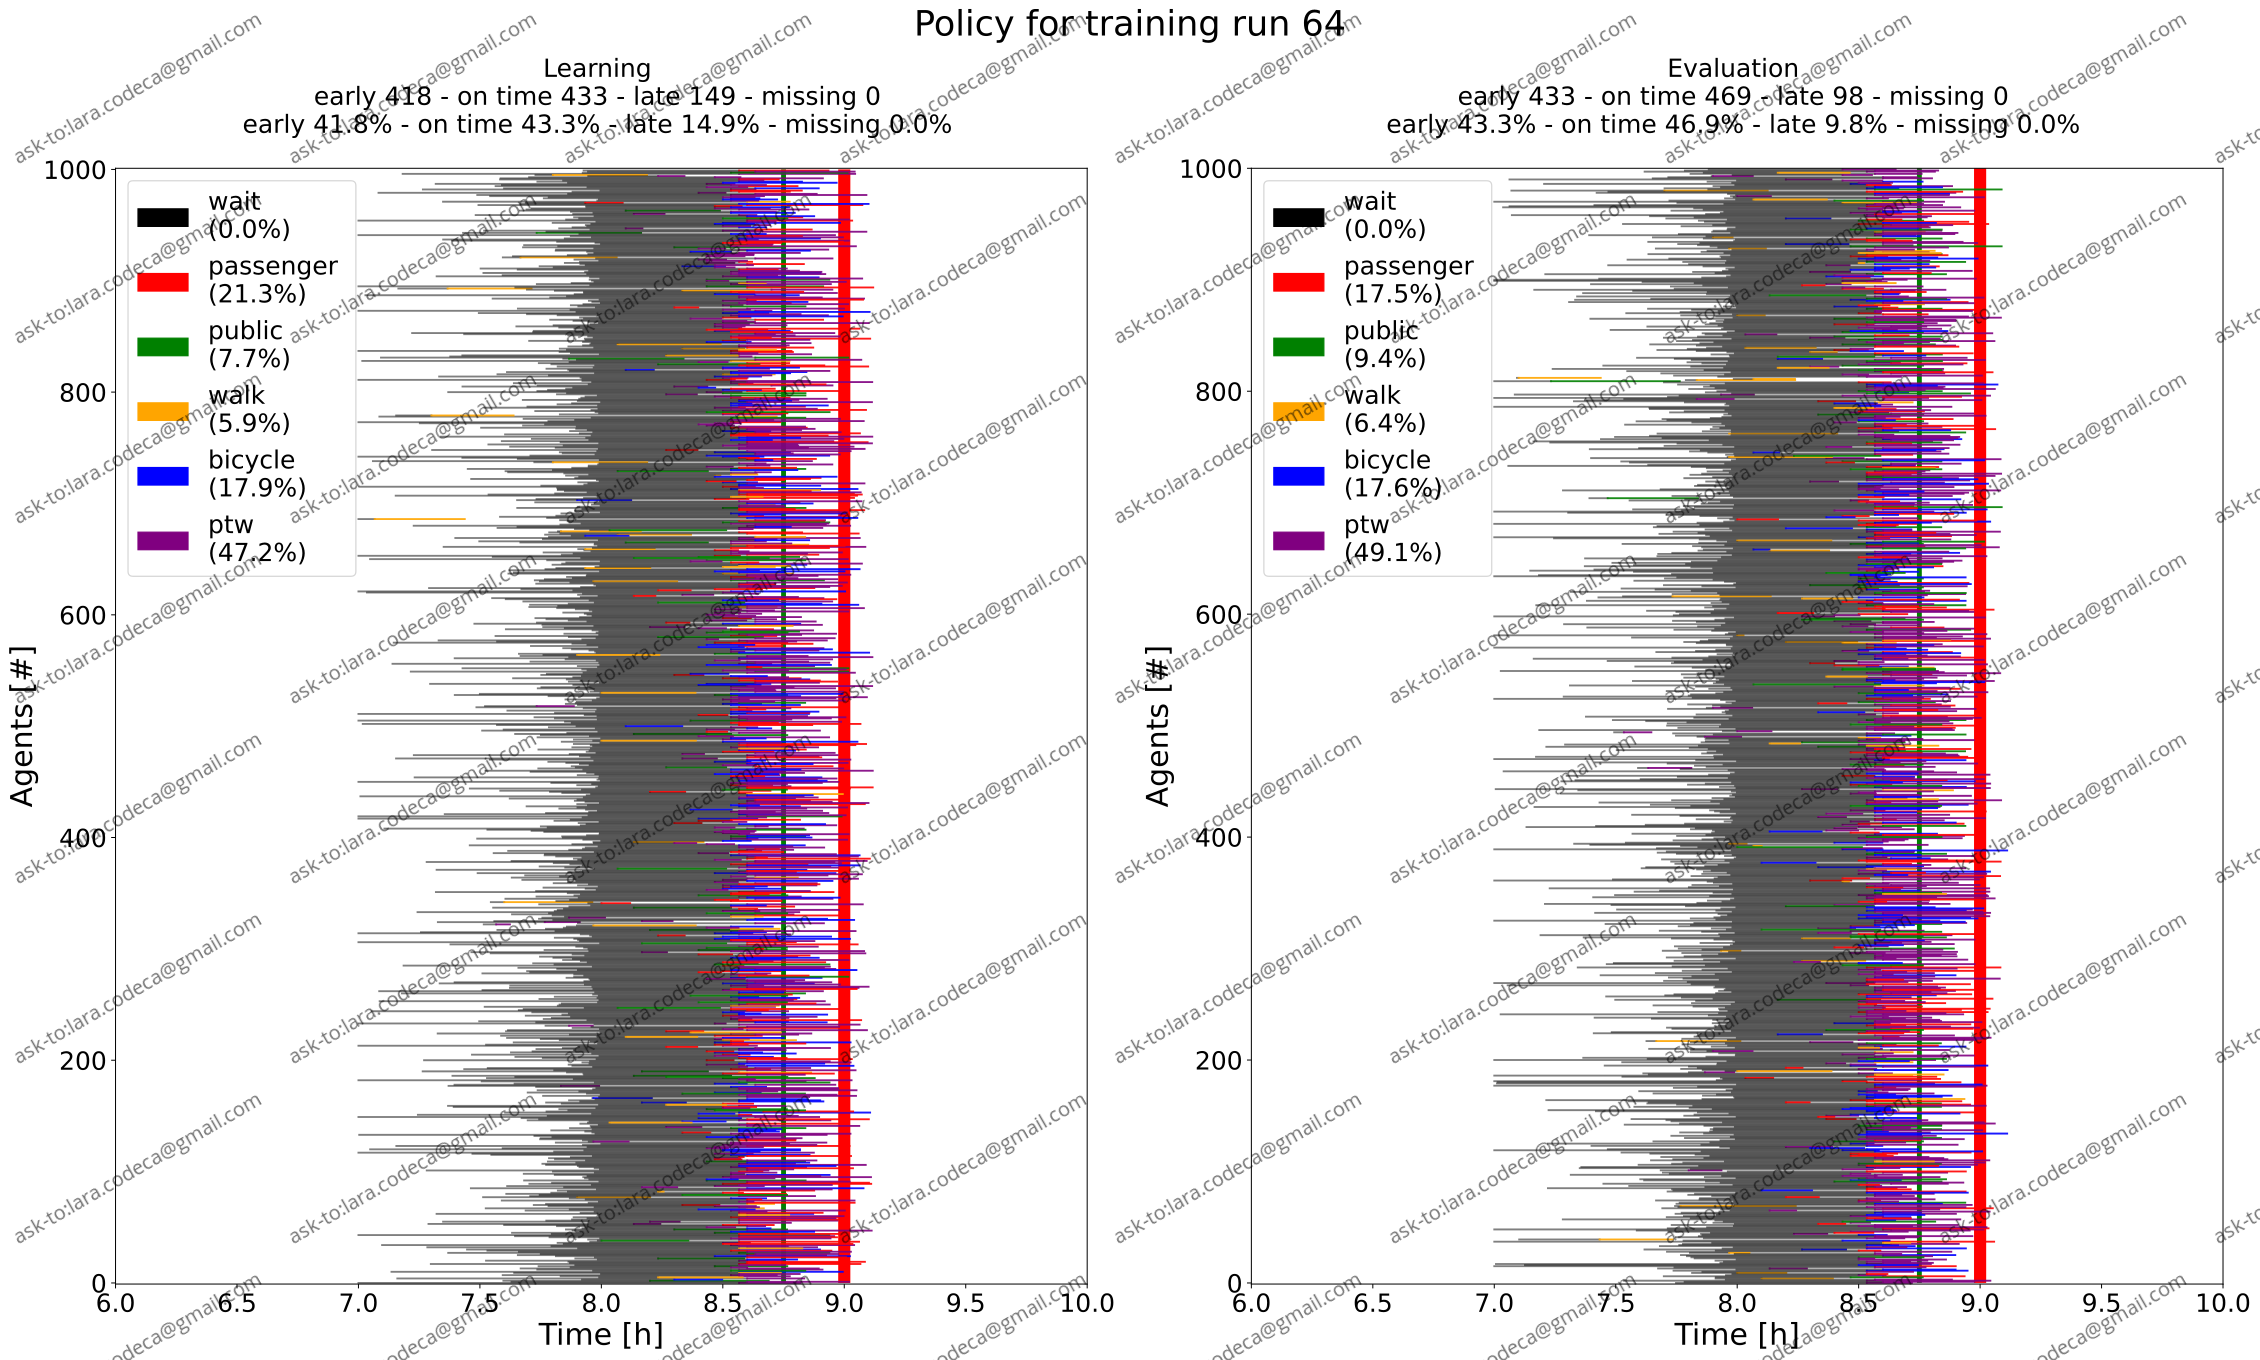 Policy for training run 64
Learning
early 418 - on time 433 - late 149 - missing 0
early 41.8% - on time 43.3% - late 14.9% - missing 0.0%
1000
800
600
400
200
0
Agents [#]
wait
(0.0%)
passenger
(21.3%)
public
(7.7%)
walk
(5.9%)
bicycle
(17.9%)
ptw
(47.2%)
6.0 6.5 7.0 7.5 8.0 8.5 9.0 9.5 10.0
Time [h]
Evaluation
early 433 - on time 469 - late 98 - missing 0
early 43.3% - on time 46.9% - late 9.8% - missing 0.0%
1000
800
600
400
200
0
Agents [#]
wait
(0.0%)
passenger
(17.5%)
public
(9.4%)
walk
(6.4%)
bicycle
(17.6%)
ptw
(49.1%)
6.0 6.5 7.0 7.5 8.0 8.5 9.0 9.5 10.0
Time [h]
ask-to:lara.codeca@gmail.com